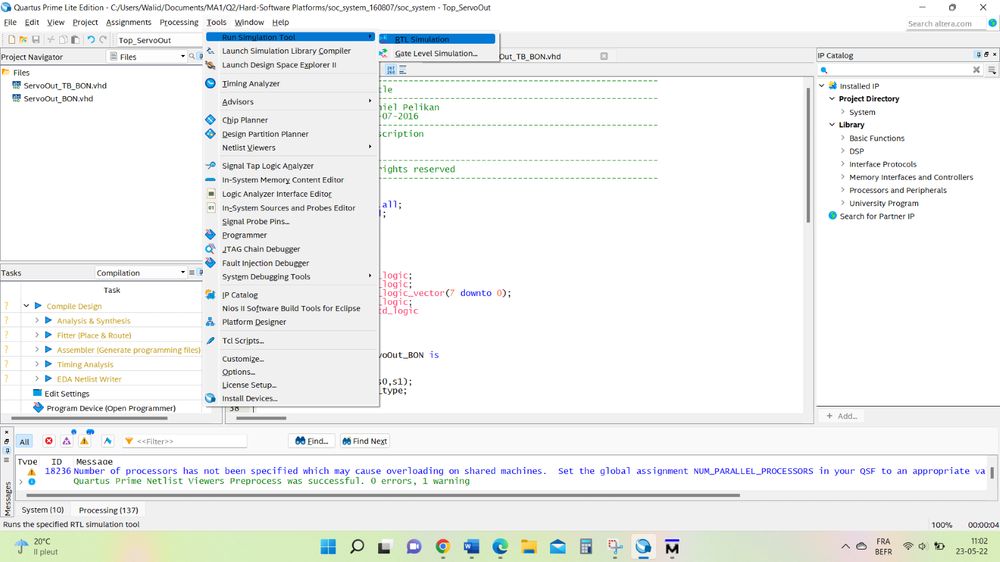 Quartus Prime Lite Edition - C:/Users/Walid/Documents/MA1/Q2/Hard-Software Platforms/soc_system_160807/soc_system - Top_ServoOut
File Edit View Project Assignments Processing Tools Window Help
Search altera.com
Top_ServoOut
Project Navigator
Files
Files
ServoOut_TB_BON.vhd
ServoOut_BON.vhd
Tasks
Compilation
Task
Compile Design
Analysis & Synthesis
Fitter (Place & Route)
Assembler (Generate programming files)
Timing Analysis
EDA Netlist Writer
Edit Settings
Program Device (Open Programmer)
Run Simulation Tool
Launch Simulation Library Compiler
Launch Design Space Explorer II
Timing Analyzer
Advisors
Chip Planner
Design Partition Planner
Netlist Viewers
Signal Tap Logic Analyzer
In-System Memory Content Editor
Logic Analyzer Interface Editor
In-System Sources and Probes Editor
Signal Probe Pins...
Programmer
JTAG Chain Debugger
Fault Injection Debugger
System Debugging Tools
IP Catalog
Nios II Software Build Tools for Eclipse
Platform Designer
Tcl Scripts...
Customize...
Options...
License Setup...
Install Devices...
RTL Simulation
Gate Level Simulation...
Out_TB_BON.vhd
267
268
tle
niel Pelikan
-07-2016
scription
rights reserved
.all;
l;
_logic;
_logic;
_logic_vector(7 downto 0);
_logic;
td_logic
voOut_BON is
s0,s1);
_type;
38
IP Catalog
Installed IP
Project Directory
System
Library
Basic Functions
DSP
Interface Protocols
Memory Interfaces and Controllers
Processors and Peripherals
University Program
Search for Partner IP
+ Add...
All
<<Filter>>
Find...
Find Next
Type ID Message
18236 Number of processors has not been specified which may cause overloading on shared machines. Set the global assignment NUM_PARALLEL_PROCESSORS in your QSF to an appropriate va
Quartus Prime Netlist Viewers Preprocess was successful. 0 errors, 1 warning
Messages
System (10)
Processing (137)
Runs the specified RTL simulation tool
100% 00:00:04
20°C
Il pleut
FRA
BEFR
11:02
23-05-22